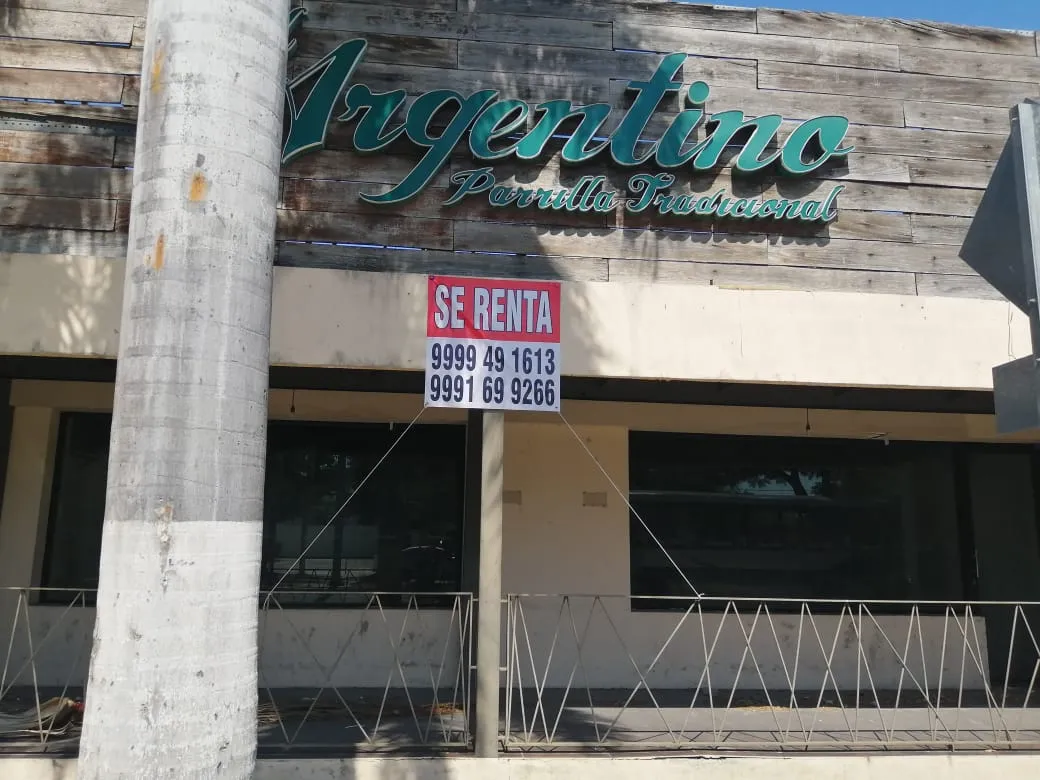 Argentino
Parrilla Tradicional
SE RENTA
9999 49 1613
9991 69 9266